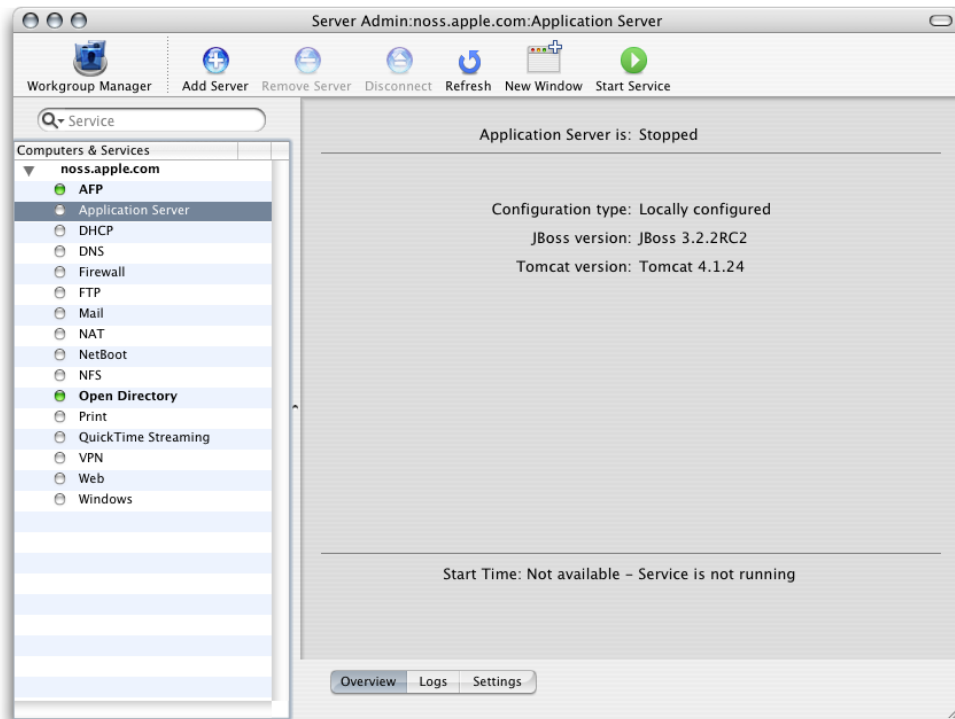 Server Admin:noss.apple.com:Application Server
Workgroup Manager Add Server Remove Server Disconnect Refresh New Window Start Service
Service
Computers & Services
noss.apple.com
AFP
Application Server
DHCP
DNS
Firewall
FTP
Mail
NAT
NetBoot
NFS
Open Directory
Print
QuickTime Streaming
VPN
Web
Windows
Application Server is: Stopped
Configuration type: Locally configured
JBoss version: JBoss 3.2.2RC2
Tomcat version: Tomcat 4.1.24
Start Time: Not available – Service is not running
Overview Logs Settings